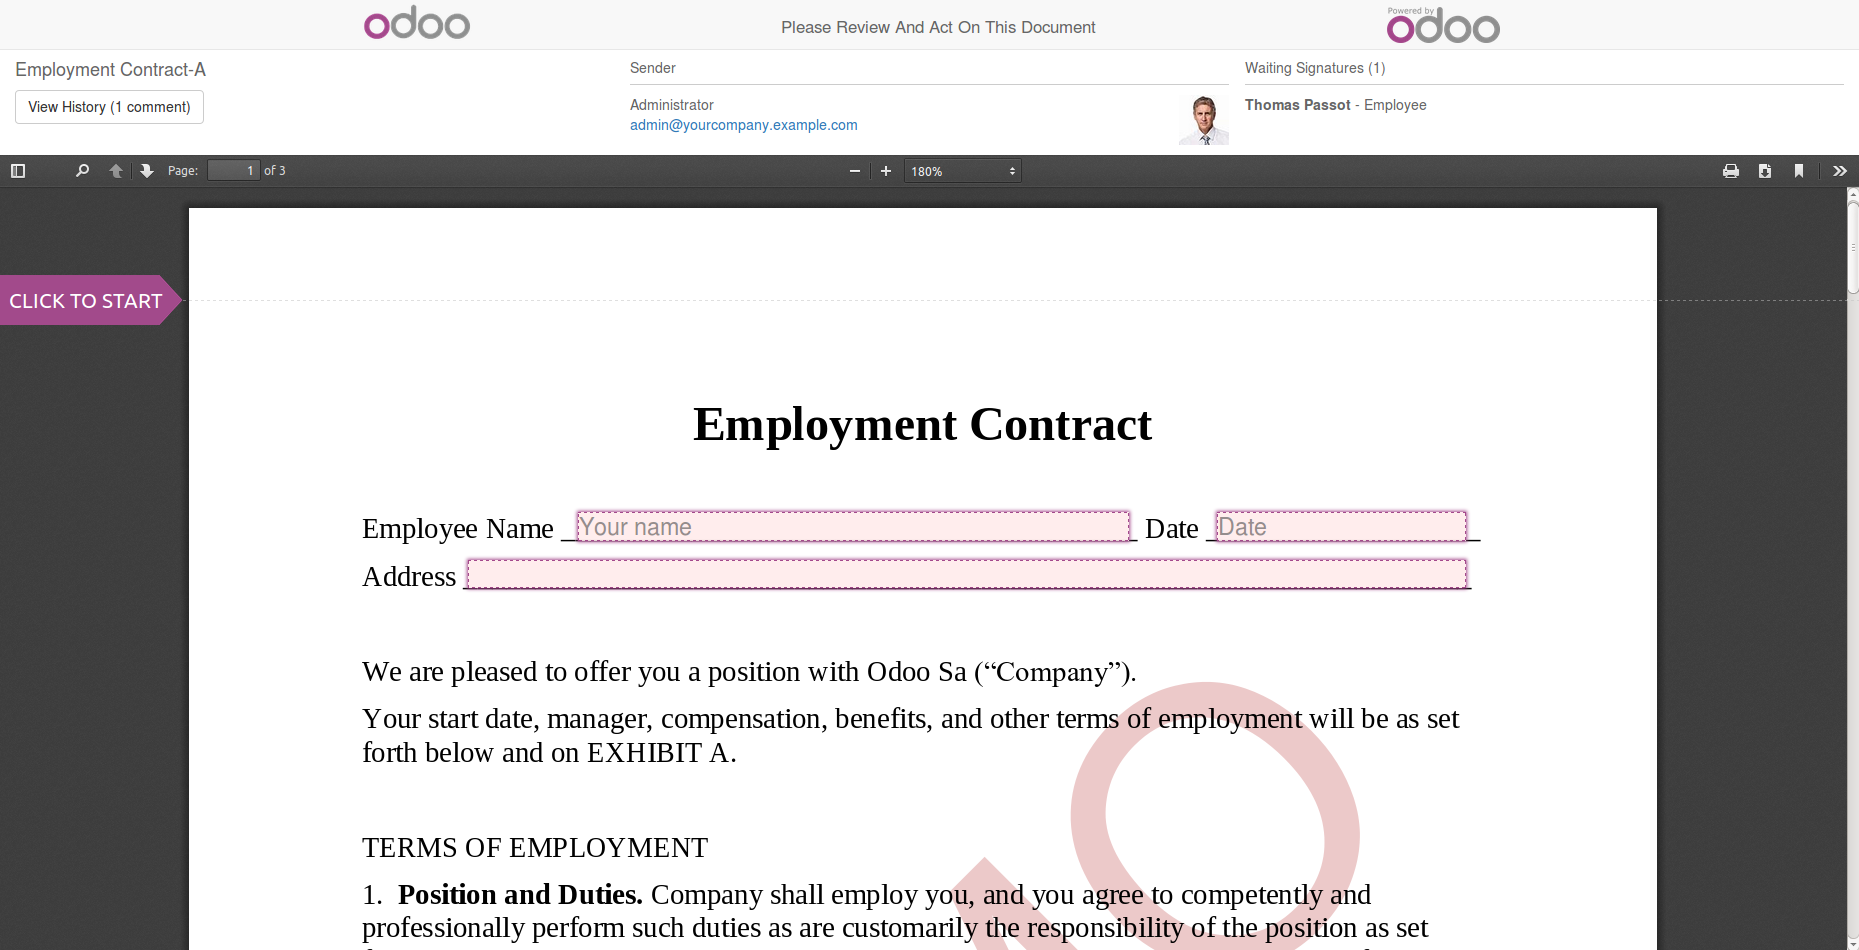 odoo
Please Review And Act On This Document
Powered by
odoo
Employment Contract-A
View History (1 comment)
Sender
Administrator
admin@yourcompany.example.com
Waiting Signatures (1)
Thomas Passot - Employee
Page: 1 of 3
180%
CLICK TO START
Employment Contract
Employee Name Your name Date Date
Address
We are pleased to offer you a position with Odoo Sa (“Company”).
Your start date, manager, compensation, benefits, and other terms of employment will be as set
forth below and on EXHIBIT A.
TERMS OF EMPLOYMENT
1. Position and Duties. Company shall employ you, and you agree to competently and
professionally perform such duties as are customarily the responsibility of the position as set